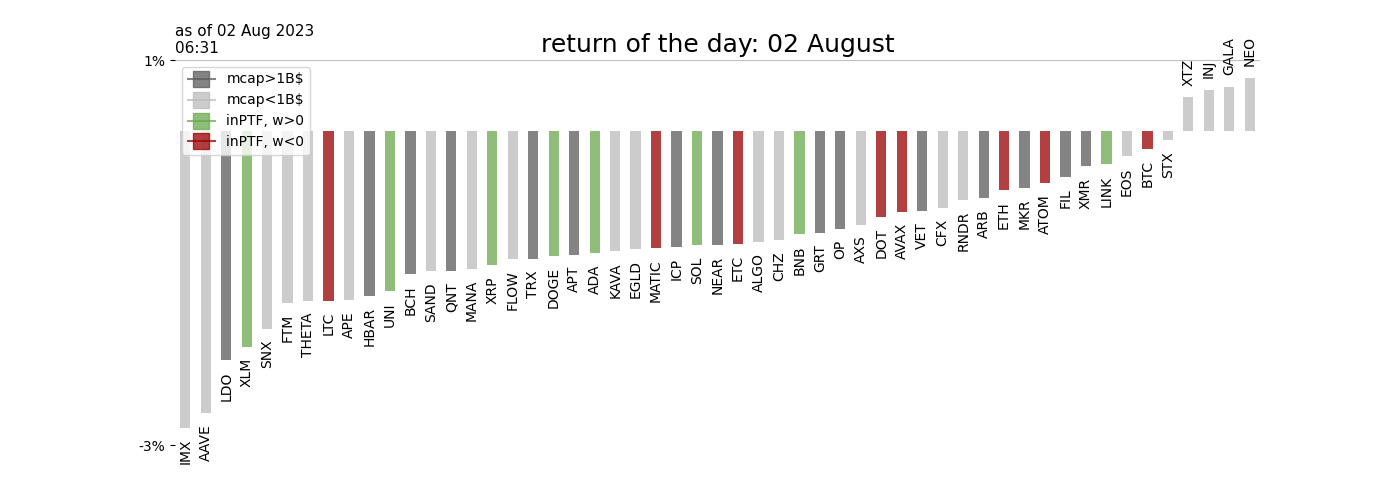 as of 02 Aug 2023
06:31
return of the day: 02 August
1%
mcap>1B$
mcap<1B$
inPTF, w>0
inPTF, w<0
-3%
IMX
AAVE
LDO
XLM
SNX
FTM
THETA
LTC
APE
HBAR
UNI
BCH
SAND
QNT
MANA
XRP
FLOW
TRX
DOGE
APT
ADA
KAVA
EGLD
MATIC
ICP
SOL
NEAR
ETC
ALGO
CHZ
BNB
GRT
OP
AXS
DOT
AVAX
VET
CFX
RNDR
ARB
ETH
MKR
ATOM
FIL
XMR
LINK
EOS
BTC
STX
XTZ
INJ
GALA
NEO